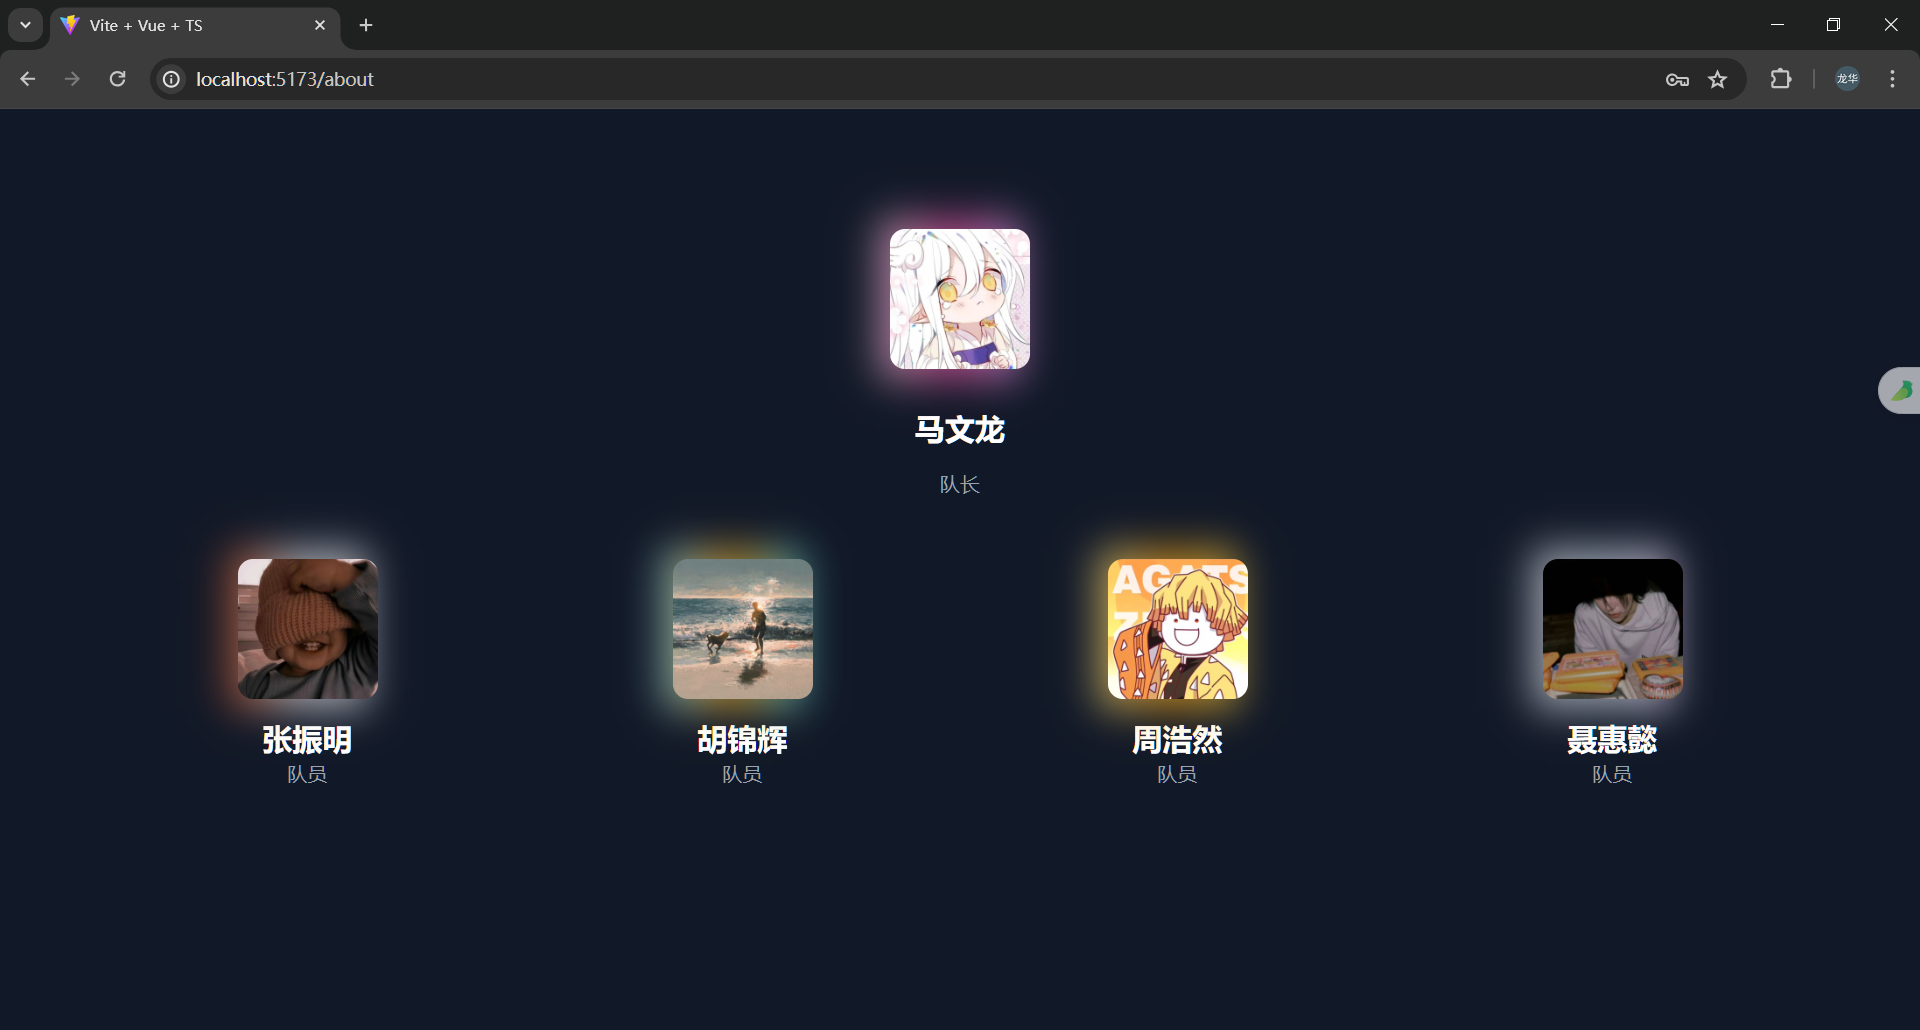 Vite + Vue + TS
localhost:5173/about
龙华
马文龙
队长
AGATS
张振明
队员
胡锦辉
队员
周浩然
队员
聂惠懿
队员